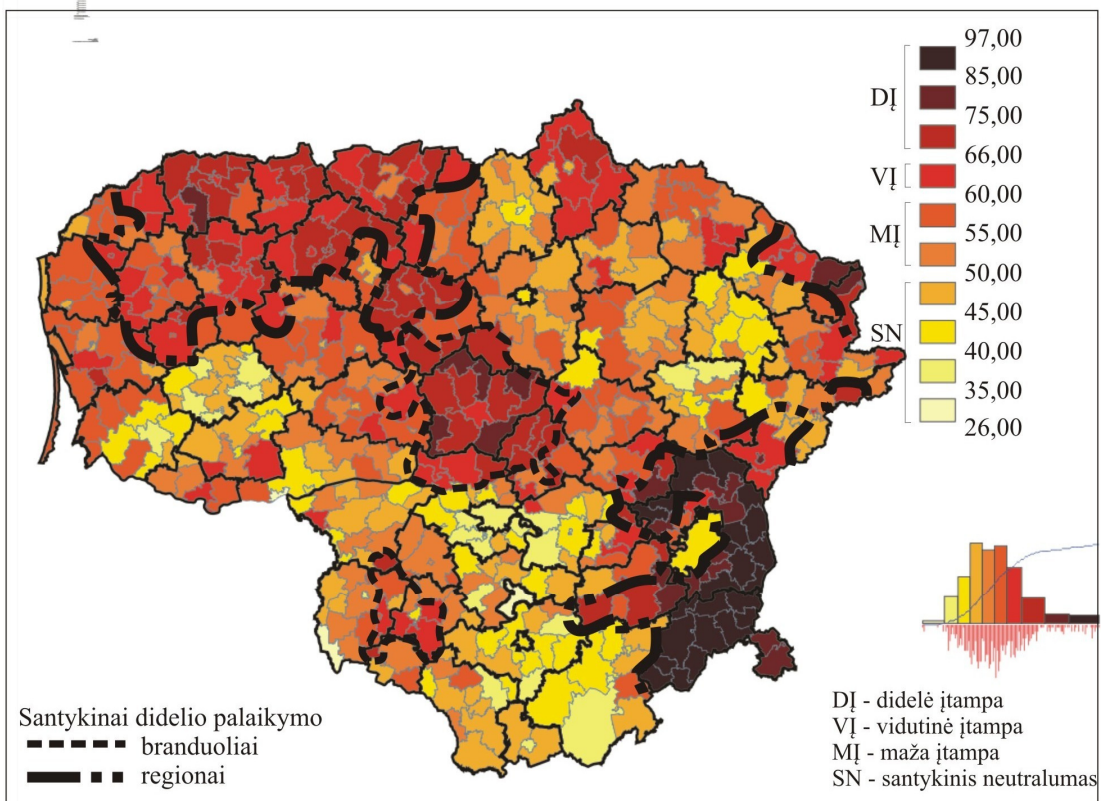 97,00
85,00
DĮ
75,00
66,00
VĮ
60,00
MĮ
55,00
50,00
45,00
SN
40,00
35,00
26,00
Santykinai didelio palaikymo
branduoliai
regionai
DĮ - didelė įtampa
VĮ - vidutinė įtampa
MĮ - maža įtampa
SN - santykinis neutralumas